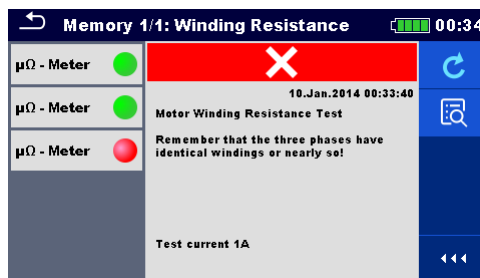 Memory 1/1: Winding Resistance 00:34
μΩ - Meter
μΩ - Meter
μΩ - Meter
10.Jan.2014 00:33:40
Motor Winding Resistance Test
Remember that the three phases have
identical windings or nearly so!
Test current 1A